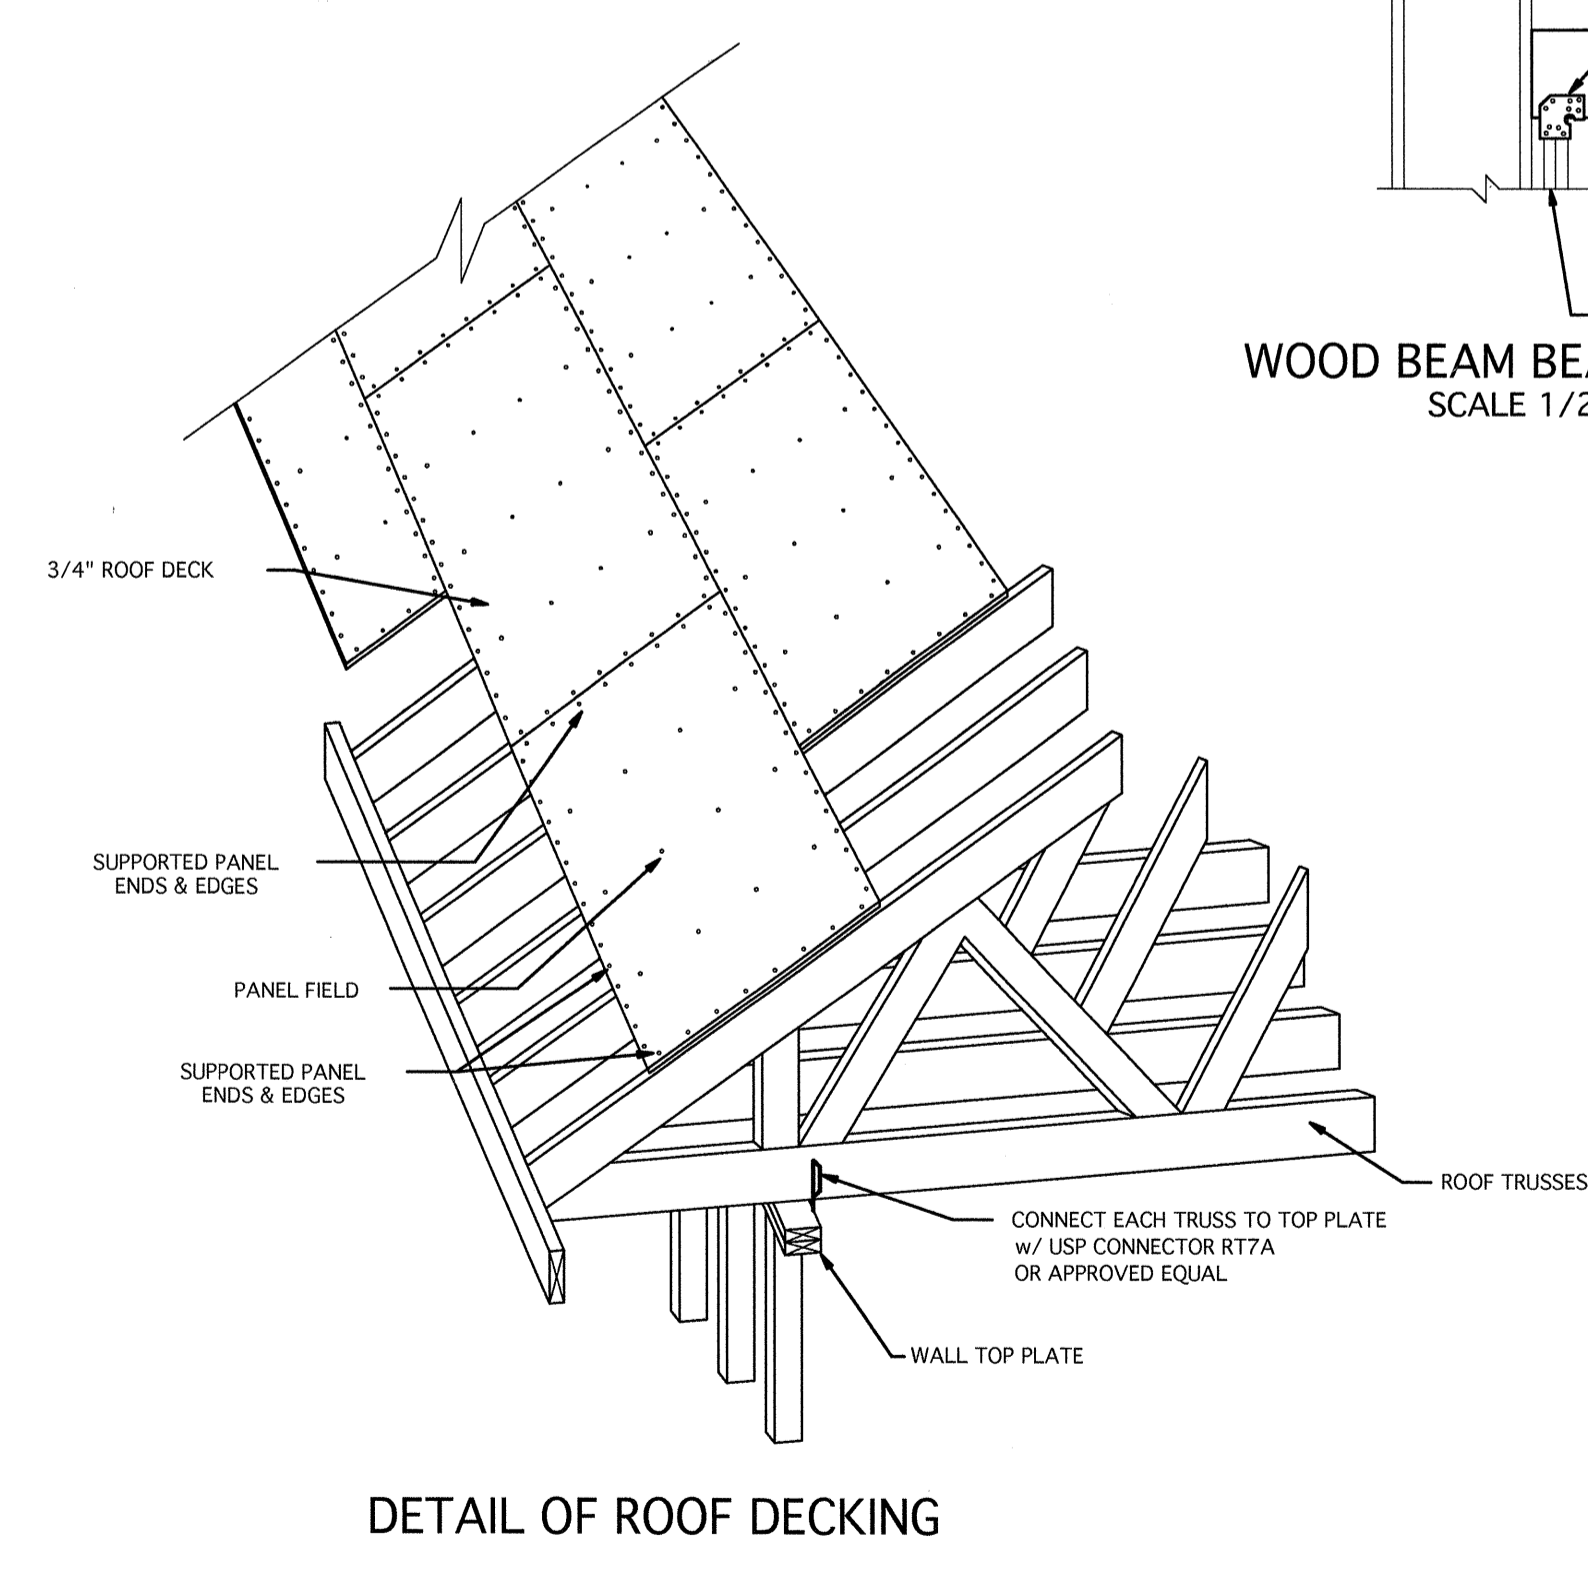 WOOD BEAM
SCALE 1/2
3/4" ROOF DECK
SUPPORTED PANEL
ENDS & EDGES
PANEL FIELD
SUPPORTED PANEL
ENDS & EDGES
ROOF TRUSSES
CONNECT EACH TRUSS TO TOP PLATE
w/ USP CONNECTOR RT7A
OR APPROVED EQUAL
WALL TOP PLATE
DETAIL OF ROOF DECKING